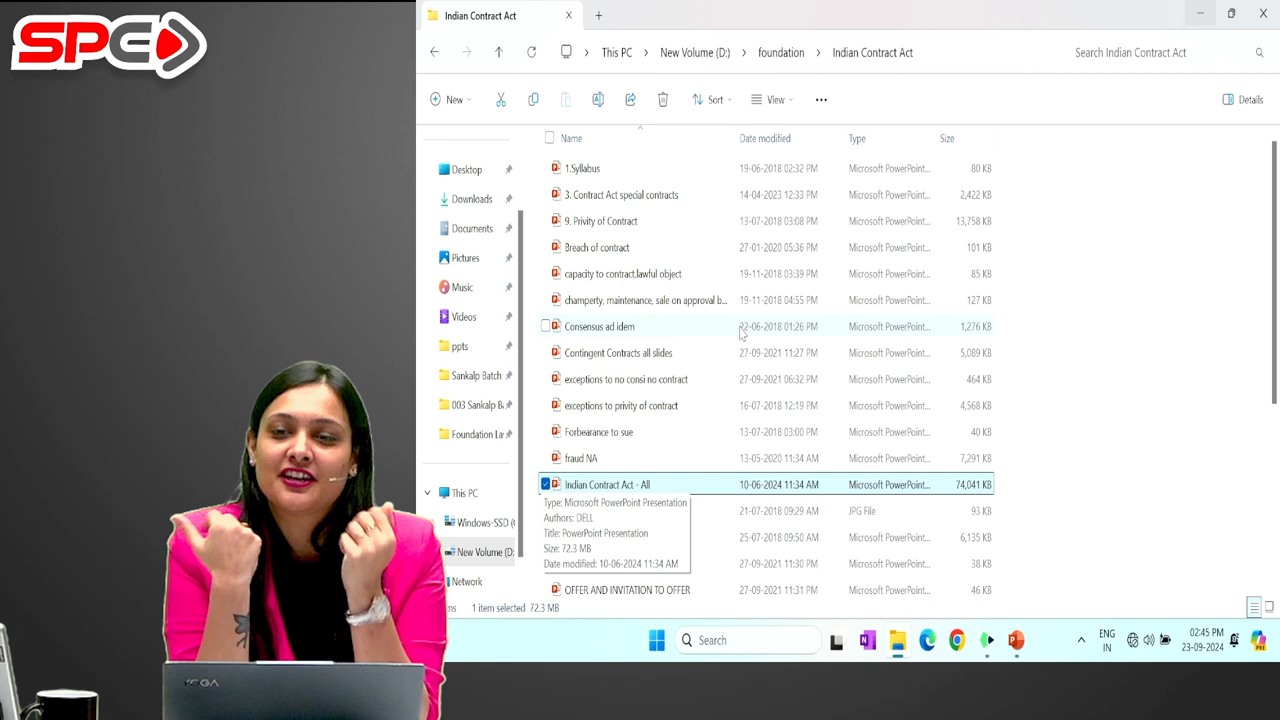 SPC
Indian Contract Act
This PC
New Volume (D:)
foundation
Indian Contract Act
Search Indian Contract Act
New
Sort
View
Details
Name
Date modified
Type
Size
Desktop
Downloads
Documents
Pictures
Music
Videos
ppts
Sankalp Batch
003 Sankalp B
Foundation La
This PC
Windows-SSD (
New Volume (D:
Network
1.Syllabus 19-06-2018 02:32 PM Microsoft PowerPoint... 80 KB
3. Contract Act special contracts 14-04-2023 12:33 PM Microsoft PowerPoint... 2,422 KB
9. Privity of Contract 13-07-2018 03:08 PM Microsoft PowerPoint... 13,758 KB
Breach of contract 27-01-2020 05:36 PM Microsoft PowerPoint... 101 KB
capacity to contract,lawful object 19-11-2018 03:39 PM Microsoft PowerPoint... 85 KB
champerty, maintenance, sale on approval b... 19-11-2018 04:55 PM Microsoft PowerPoint... 127 KB
Consensus ad idem 22-06-2018 01:26 PM Microsoft PowerPoint... 1,276 KB
Contingent Contracts all slides 27-09-2021 11:27 PM Microsoft PowerPoint... 5,089 KB
exceptions to no consi no contract 27-09-2021 06:32 PM Microsoft PowerPoint... 464 KB
exceptions to privity of contract 16-07-2018 12:19 PM Microsoft PowerPoint... 4,568 KB
Forbearance to sue 13-07-2018 03:00 PM Microsoft PowerPoint... 40 KB
fraud NA 13-05-2020 11:34 AM Microsoft PowerPoint... 7,291 KB
Indian Contract Act - All 10-06-2024 11:34 AM Microsoft PowerPoint... 74,041 KB
Type: Microsoft PowerPoint Presentation
Authors: DELL
Title: PowerPoint Presentation
Size: 72.3 MB
Date modified: 10-06-2024 11:34 AM
21-07-2018 09:29 AM JPG File 93 KB
25-07-2018 09:50 AM Microsoft PowerPoint... 6,135 KB
27-09-2021 11:30 PM Microsoft PowerPoint... 38 KB
OFFER AND INVITATION TO OFFER 27-09-2021 11:31 PM Microsoft PowerPoint... 46 KB
ms 1 item selected 72.3 MB
Search
ENG
IN
02:45 PM
23-09-2024
YOGA